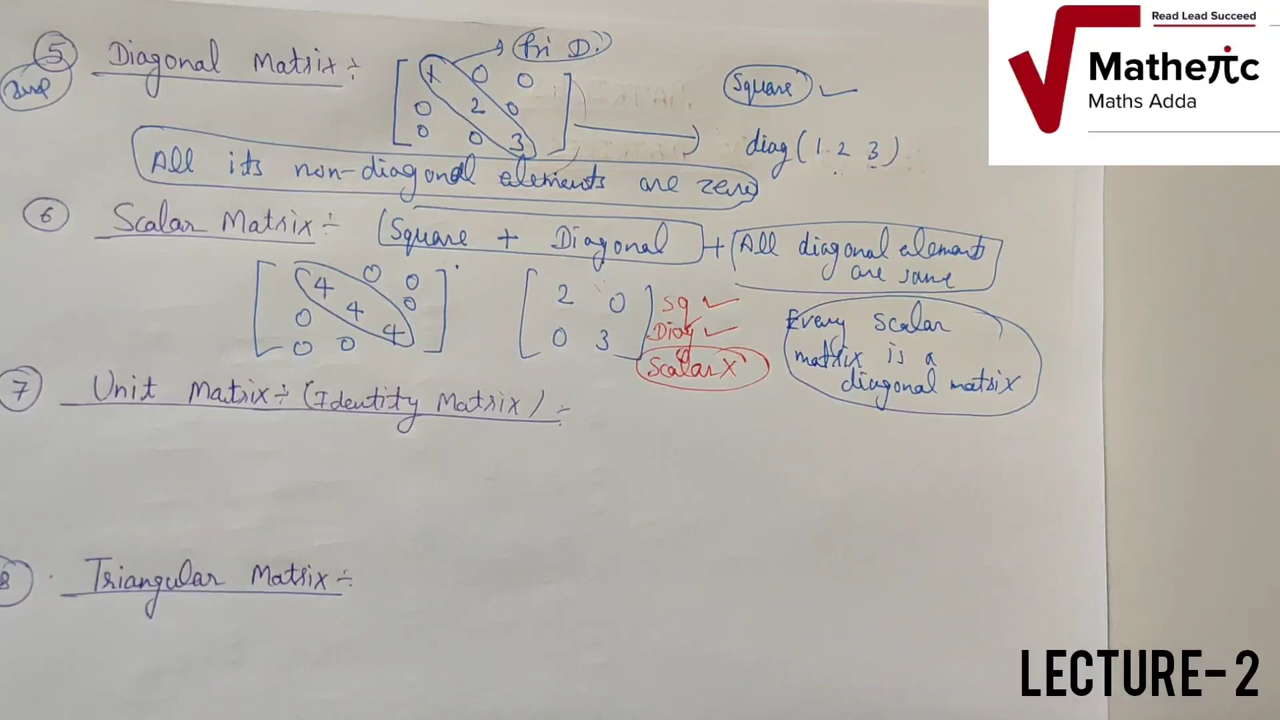 5 Diagonal Matrix ÷
Pri D.
1 0 0
0 2 0
0 0 3
Square ✓
diag (1 2 3)
All its non-diagonal elements are zero
6 Scalar Matrix ÷ (Square + Diagonal) + All diagonal element are same
4 0 0
0 4 0
0 0 4
2 0
0 3
Sq ✓
Diag ✓
Scalar X
Every scalar
matrix is a
diagonal matrix
7 Unit Matrix ÷ (Identity Matrix) ÷
8 Triangular Matrix ÷
Read Lead Succeed
Matheπc
Maths Adda
LECTURE-2